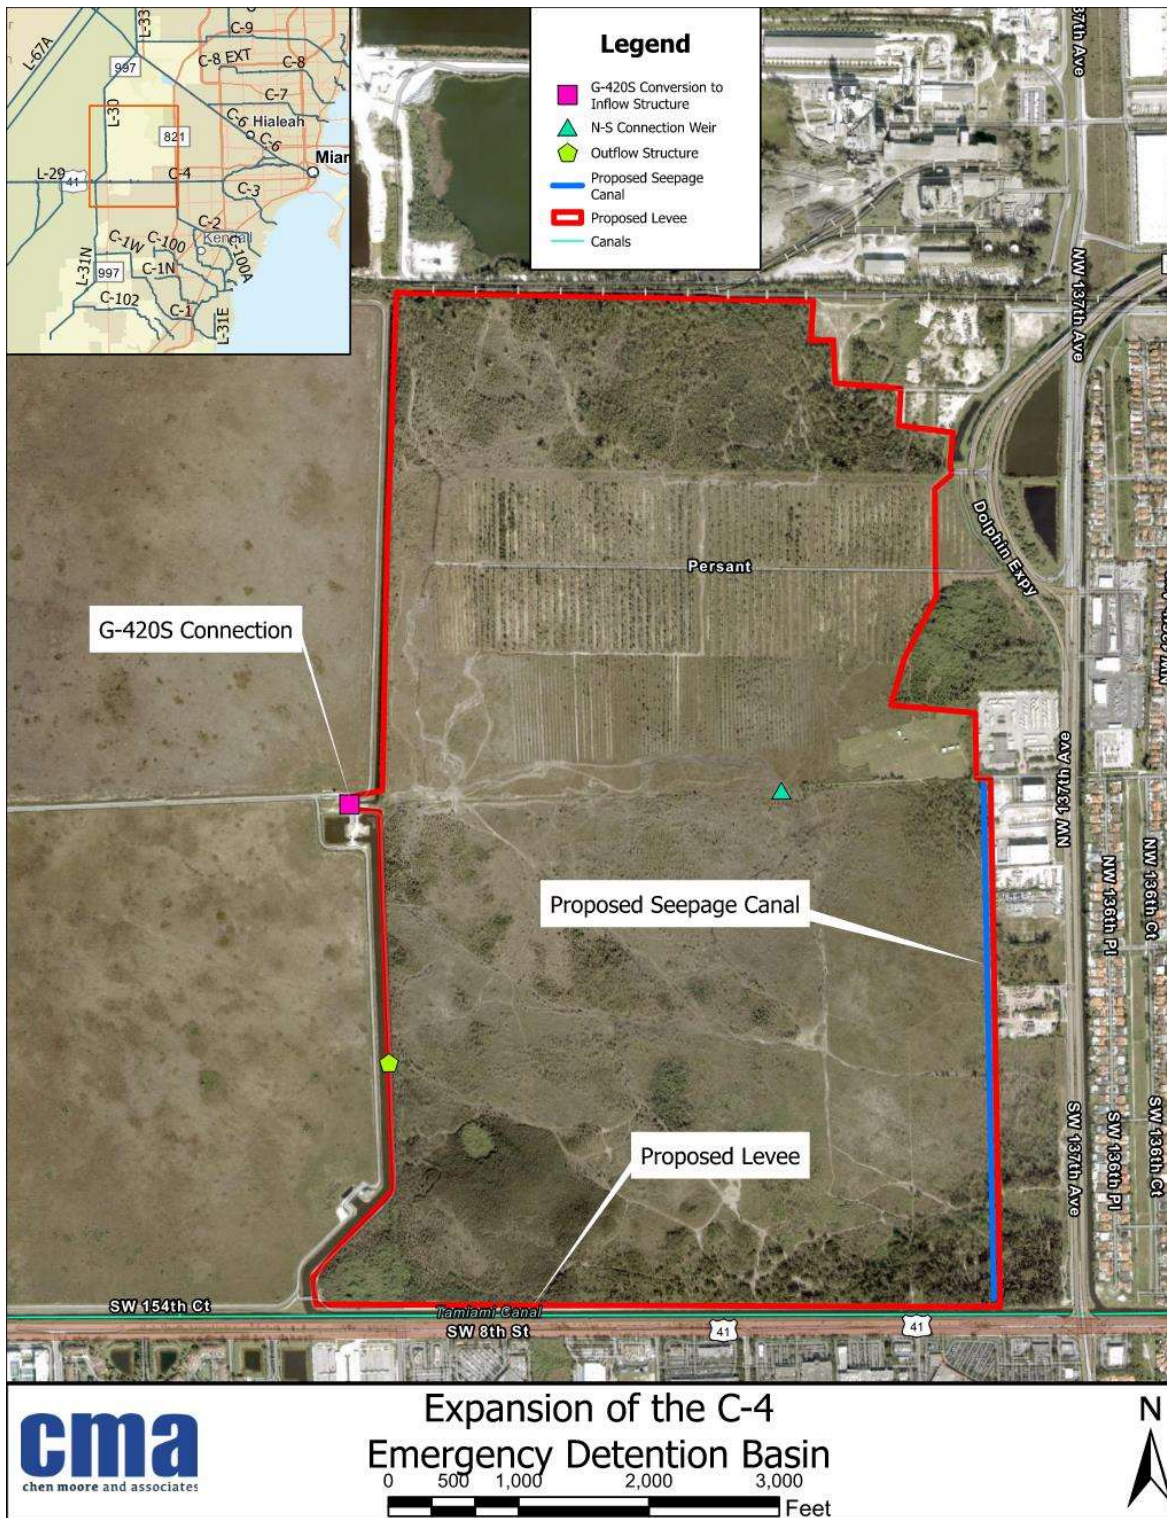 L-67A
L-33
997
C-9
C-8 EXT
C-8
C-7
C-6
Hialeah
C-6
L-30
821
Miar
L-29
41
C-4
C-3
C-2
Kendall
C-1W
C-100
C-100A
L-31N
997
C-1N
C-102
C-1
L-31E
Legend
G-420S Conversion to
Inflow Structure
N-S Connection Weir
Outflow Structure
Proposed Seepage
Canal
Proposed Levee
Canals
37th Ave
NW 137th Ave
Dolphin Expy
Persant
G-420S Connection
NW 137th Ave
Proposed Seepage Canal
NW 136th Pl
NW 136th Ct
Proposed Levee
SW 137th Ave
SW 136th Pl
SW 136th Ct
SW 154th Ct
Tamiami Canal
SW 8th St
41
41
cma
chen moore and associates
Expansion of the C-4
Emergency Detention Basin
0 500 1,000 2,000 3,000
Feet
N